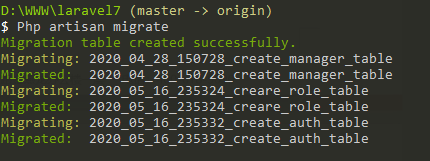 D:\WWW\laravel7 (master -> origin)
$ Php artisan migrate
Migration table created successfully.
Migrating: 2020_04_28_150728_create_manager_table
Migrated:  2020_04_28_150728_create_manager_table
Migrating: 2020_05_16_235324_creare_role_table
Migrated:  2020_05_16_235324_creare_role_table
Migrating: 2020_05_16_235332_create_auth_table
Migrated:  2020_05_16_235332_create_auth_table